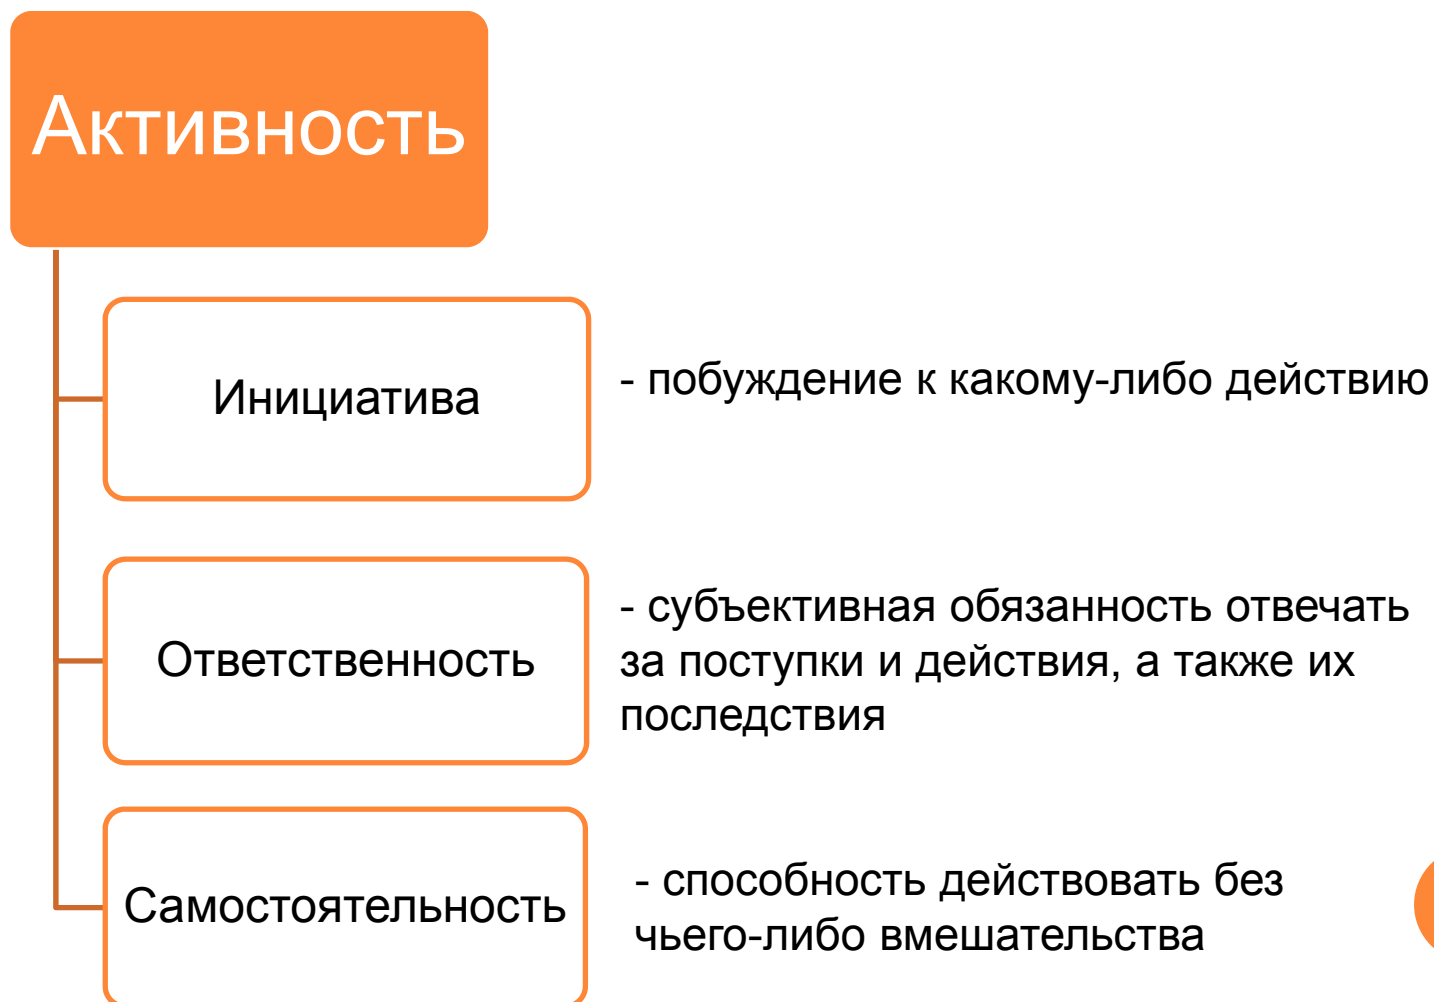 Активность
Инициатива
- побуждение к какому-либо действию
Ответственность
- субъективная обязанность отвечать
за поступки и действия, а также их
последствия
Самостоятельность
- способность действовать без
чьего-либо вмешательства